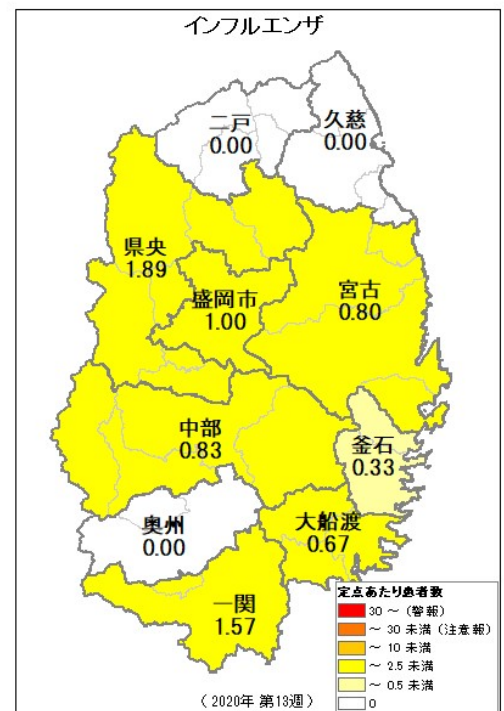 インフルエンザ
二戸
0.00
久慈
0.00
県央
1.89
盛岡市
1.00
宮古
0.80
中部
0.83
釜石
0.33
奥州
0.00
大船渡
0.67
一関
1.57
定点あたり患者数
30 ～ (警報)
～ 30 未満 (注意報)
～ 10 未満
～ 2.5 未満
～ 0.5 未満
0
( 2020年 第13週 )